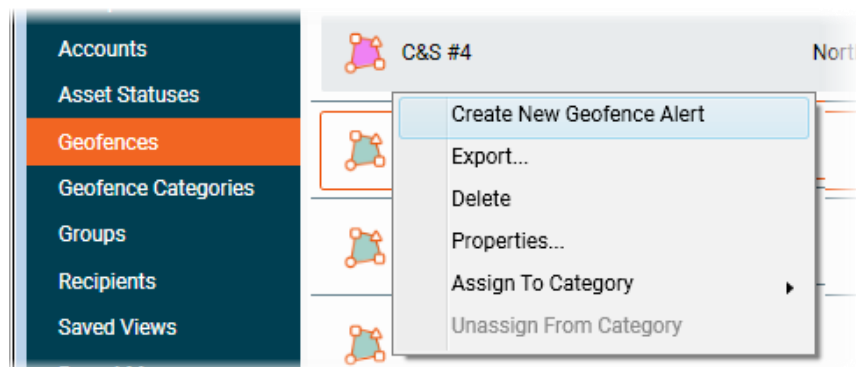 Accounts
Asset Statuses
Geofences
Geofence Categories
Groups
Recipients
Saved Views
C&S #4
Create New Geofence Alert
Export...
Delete
Properties...
Assign To Category
Unassign From Category